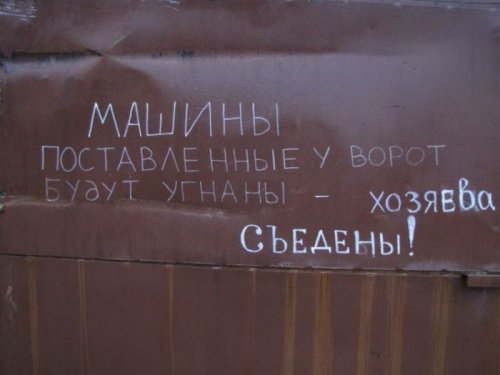 МАШИНЫ
ПОСТАВЛЕННЫЕ У ВОРОТ
БУДУТ УГНАНЫ - ХОЗЯЕВА
СЪЕДЕНЫ!